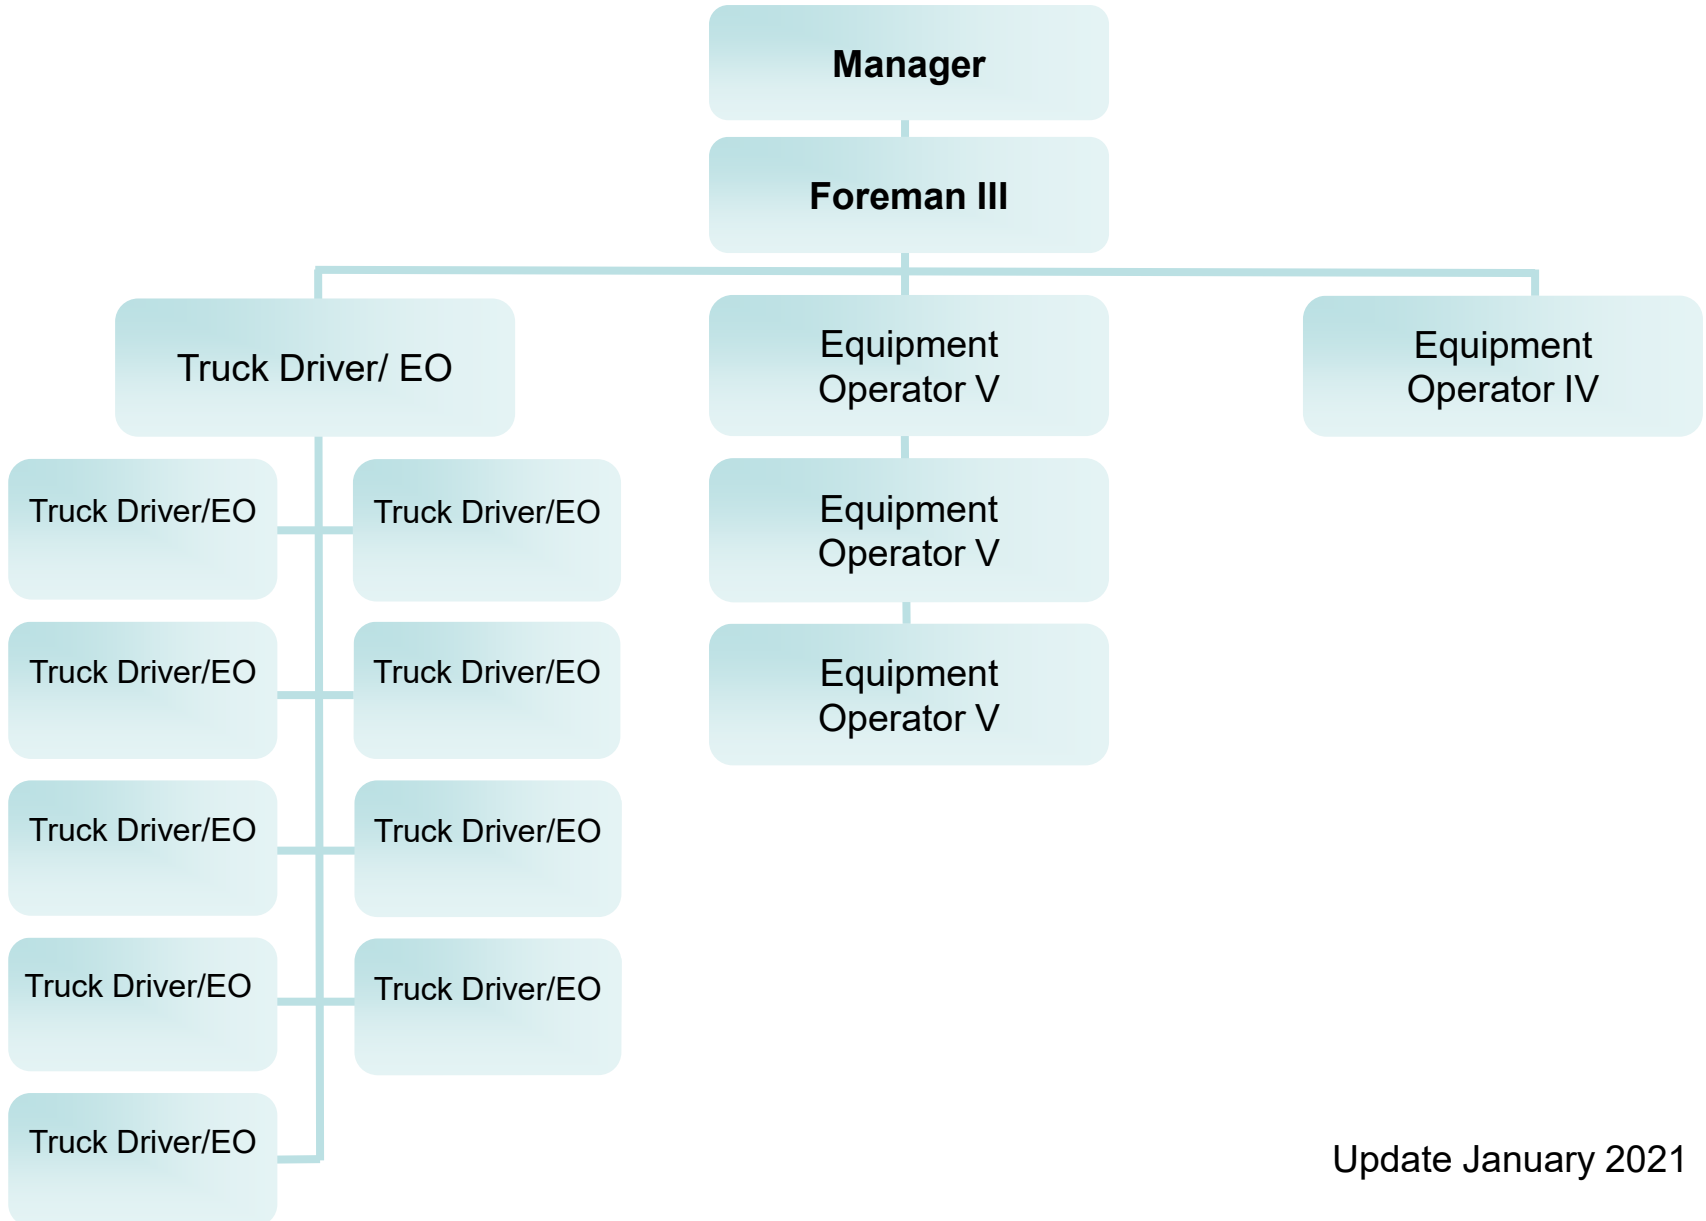 Manager
Foreman III
Truck Driver/ EO
Equipment
Operator V
Equipment
Operator IV
Truck Driver/EO
Truck Driver/EO
Equipment
Operator V
Truck Driver/EO
Truck Driver/EO
Equipment
Operator V
Truck Driver/EO
Truck Driver/EO
Truck Driver/EO
Truck Driver/EO
Truck Driver/EO
Update January 2021